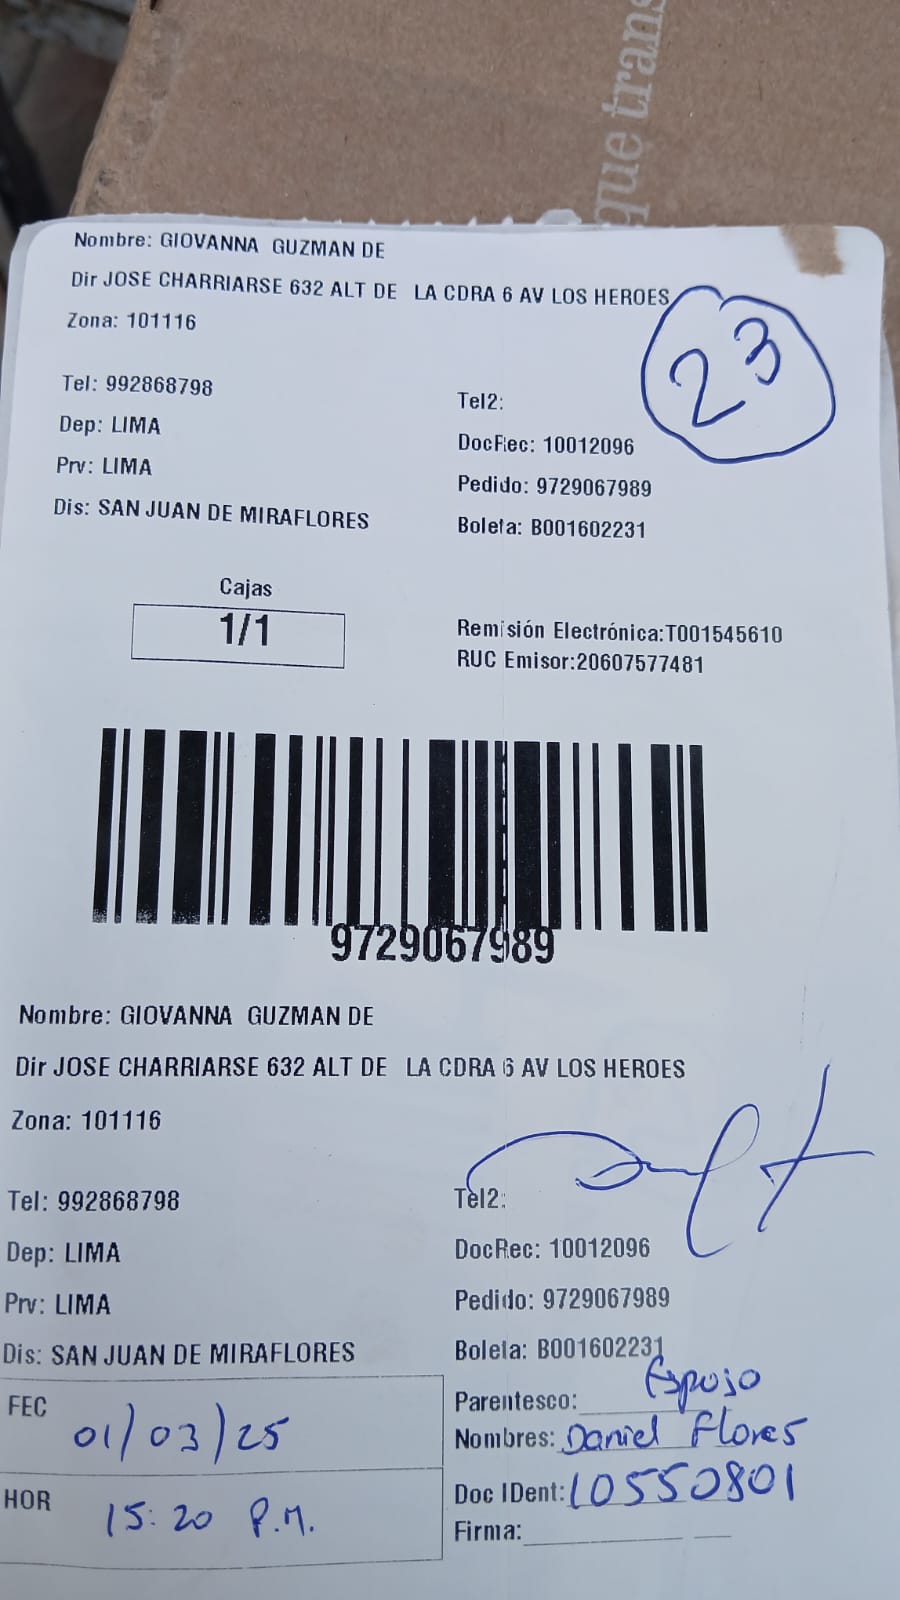 que trans
Nombre: GIOVANNA GUZMAN DE
Dir JOSE CHARRIARSE 632 ALT DE LA CDRA 6 AV LOS HEROES
Zona: 101116
23
Tel: 992868798
Tel2:
Dep: LIMA
DocRec: 10012096
Prv: LIMA
Pedido: 9729067989
Dis: SAN JUAN DE MIRAFLORES
Boleta: B001602231
Cajas
1/1
Remisión Electrónica:T001545610
RUC Emisor:20607577481
9729067989
Nombre: GIOVANNA GUZMAN DE
Dir JOSE CHARRIARSE 632 ALT DE LA CDRA 6 AV LOS HEROES
Zona: 101116
Tel: 992868798
Tel2:
Dep: LIMA
DocRec: 10012096
Prv: LIMA
Pedido: 9729067989
Dis: SAN JUAN DE MIRAFLORES
Boleta: B001602231
FEC 01/03/25
Parentesco: Esposo
Nombres: Daniel Flores
HOR 15:20 P.M.
Doc IDent: 10550801
Firma: